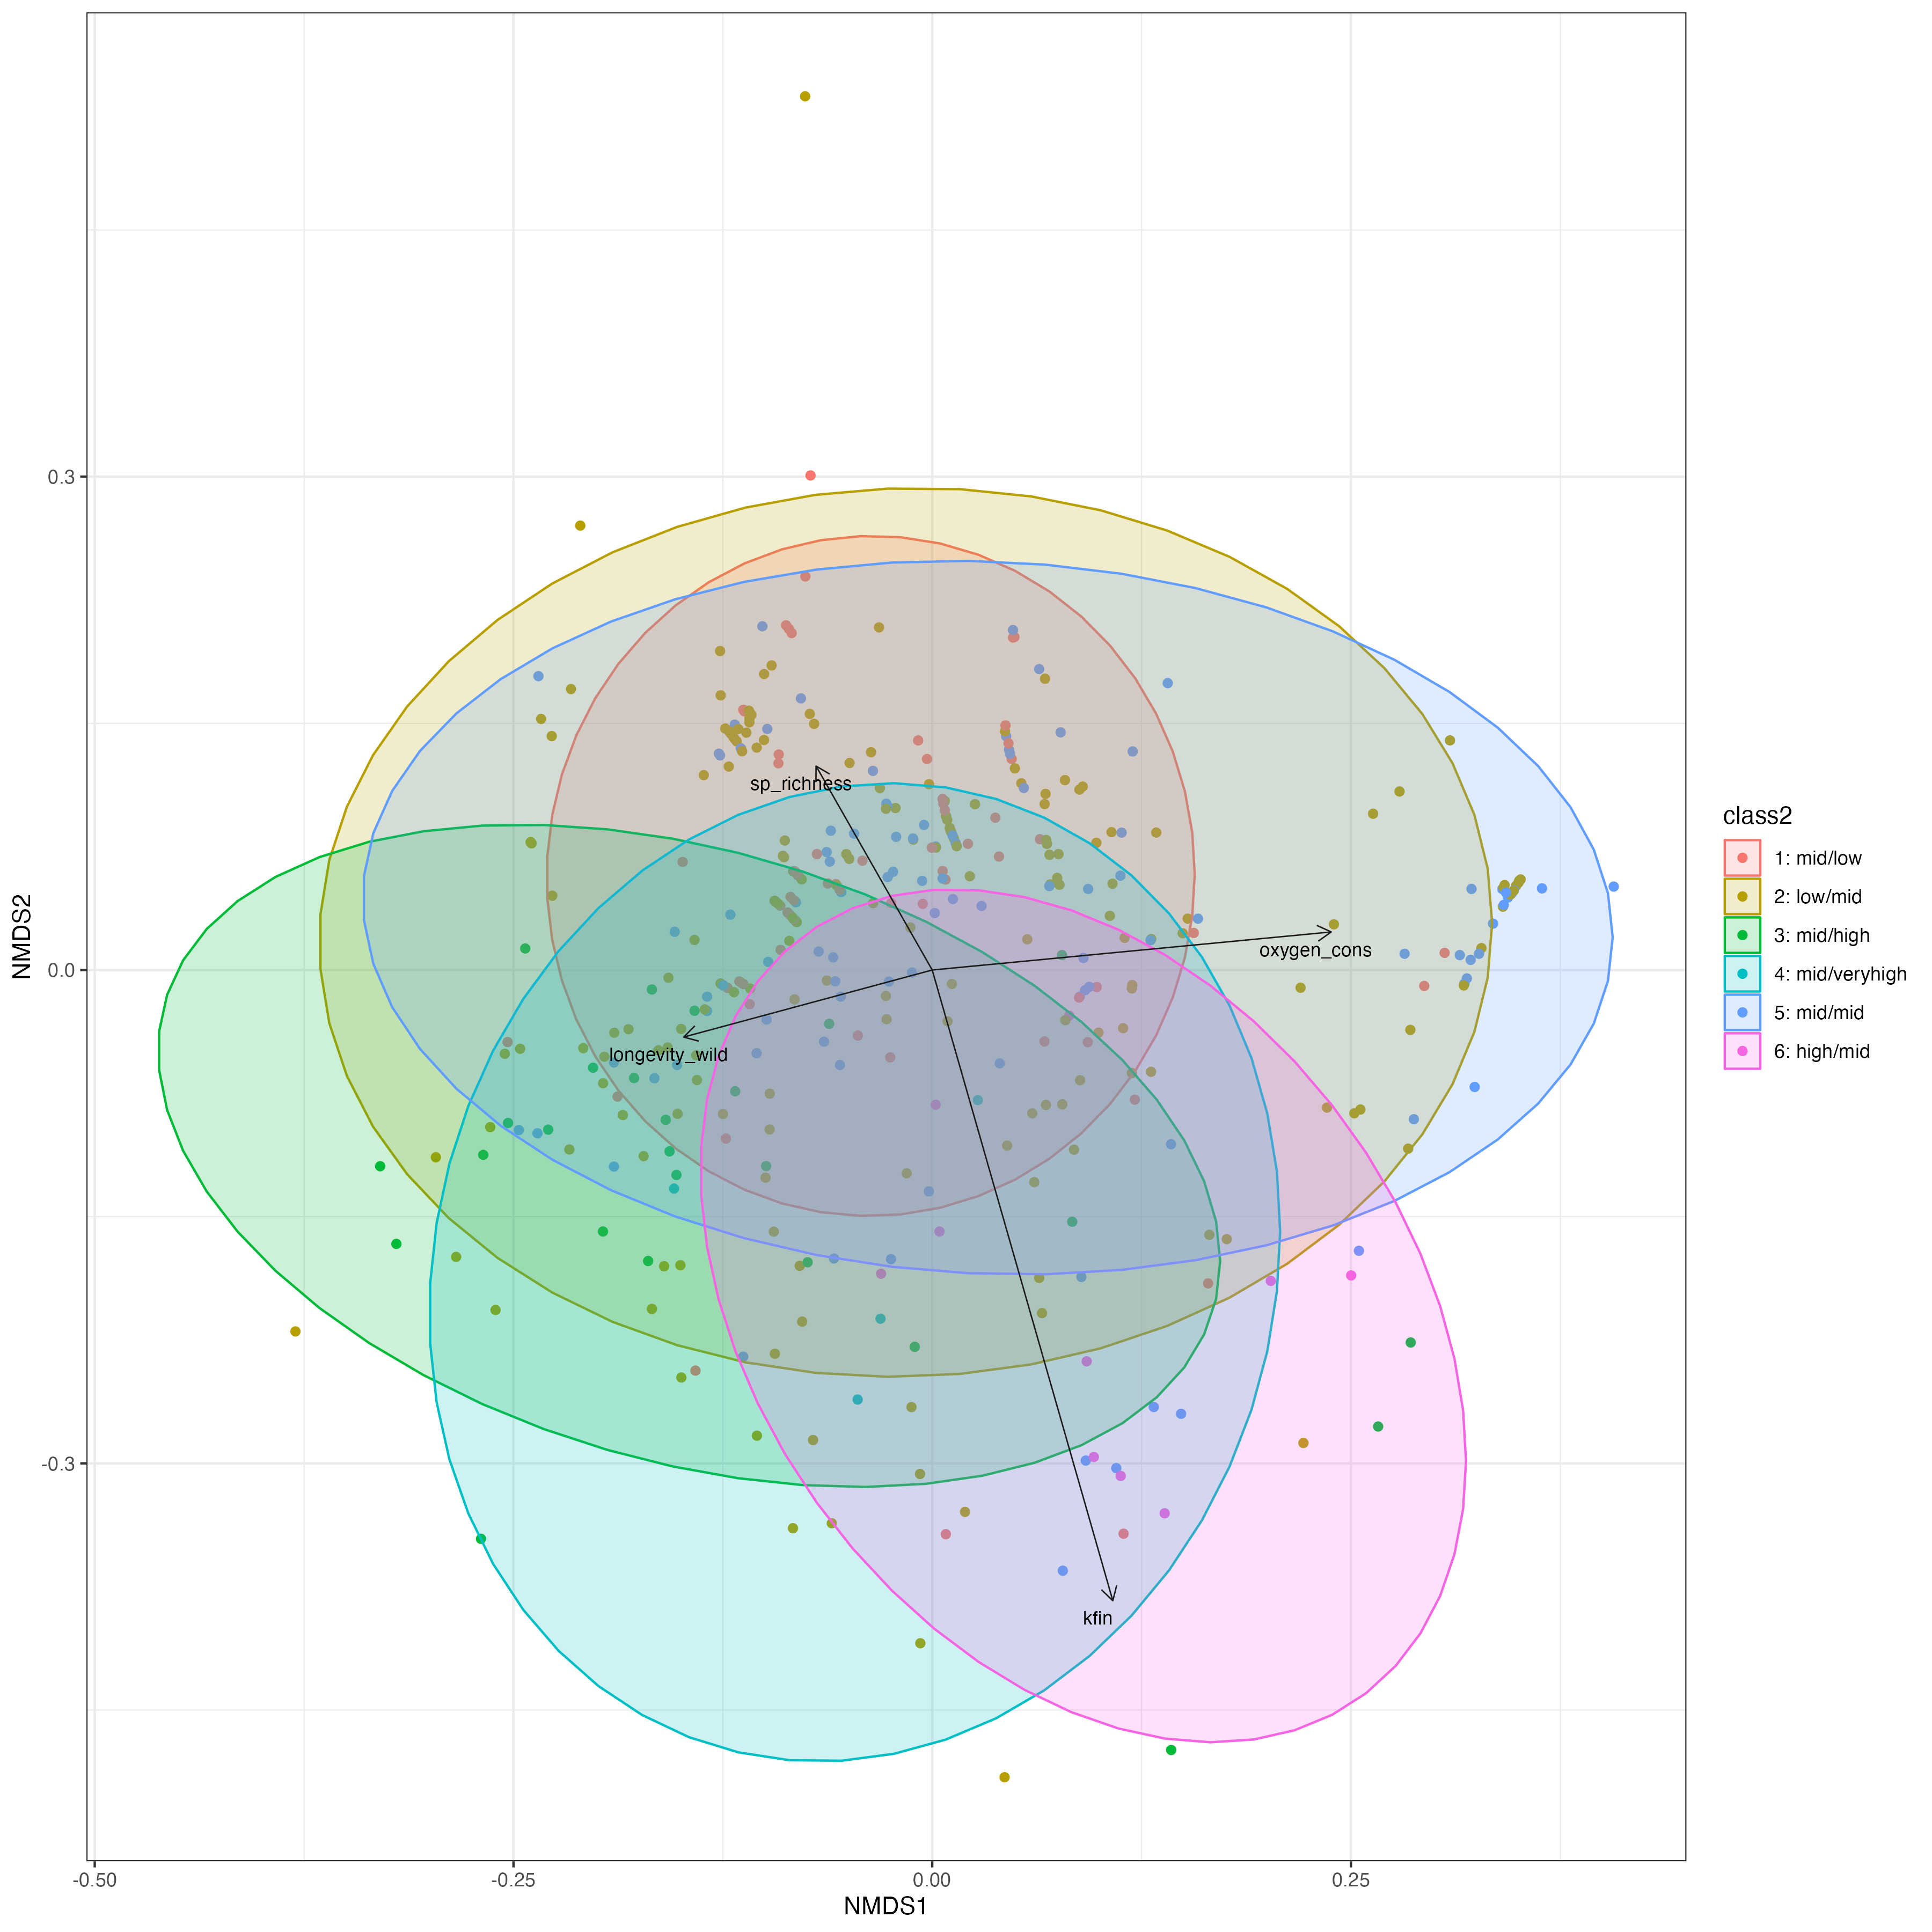 NMDS2
0.3
0.0
-0.3
-0.50
-0.25
0.00
0.25
NMDS1
sp_richness
oxygen_cons
longevity_wild
kfin
class2
1: mid/low
2: low/mid
3: mid/high
4: mid/veryhigh
5: mid/mid
6: high/mid